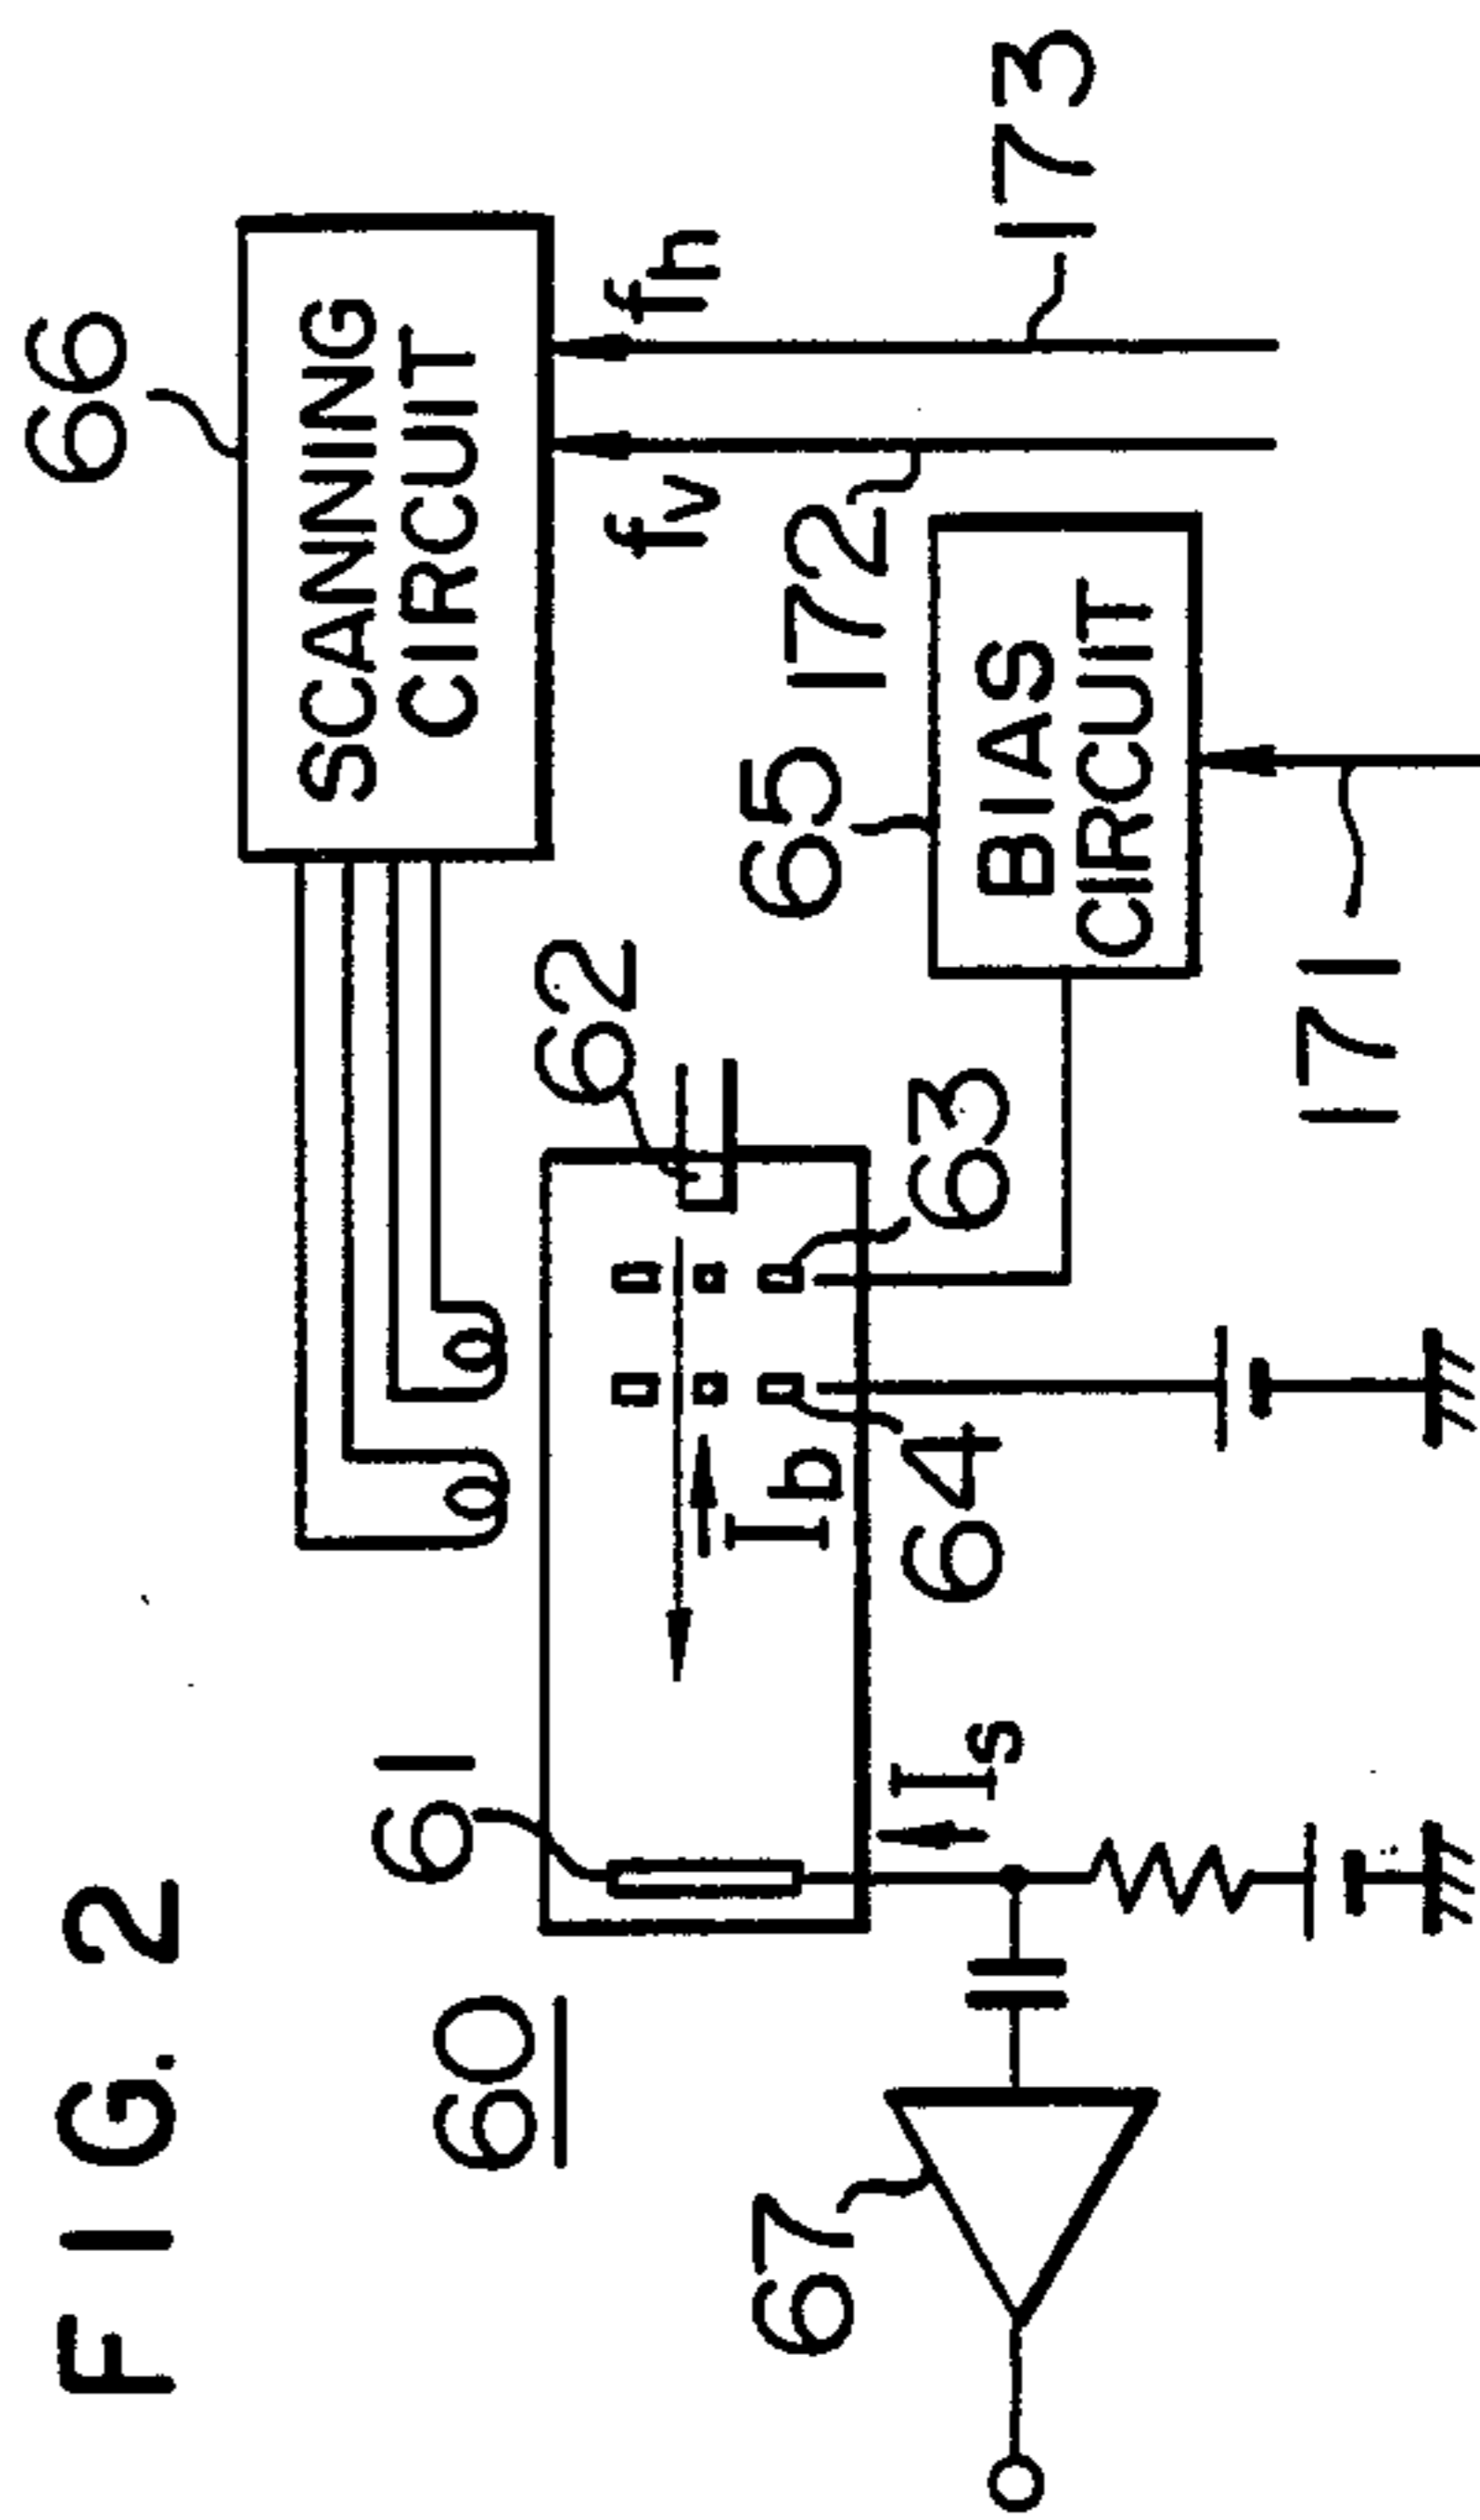 FIG. 2
66
SCANNING
CIRCUIT
fv
fh
60
61
62
65
172
173
Ib
67
Is
64
63
BIAS
CIRCUIT
171